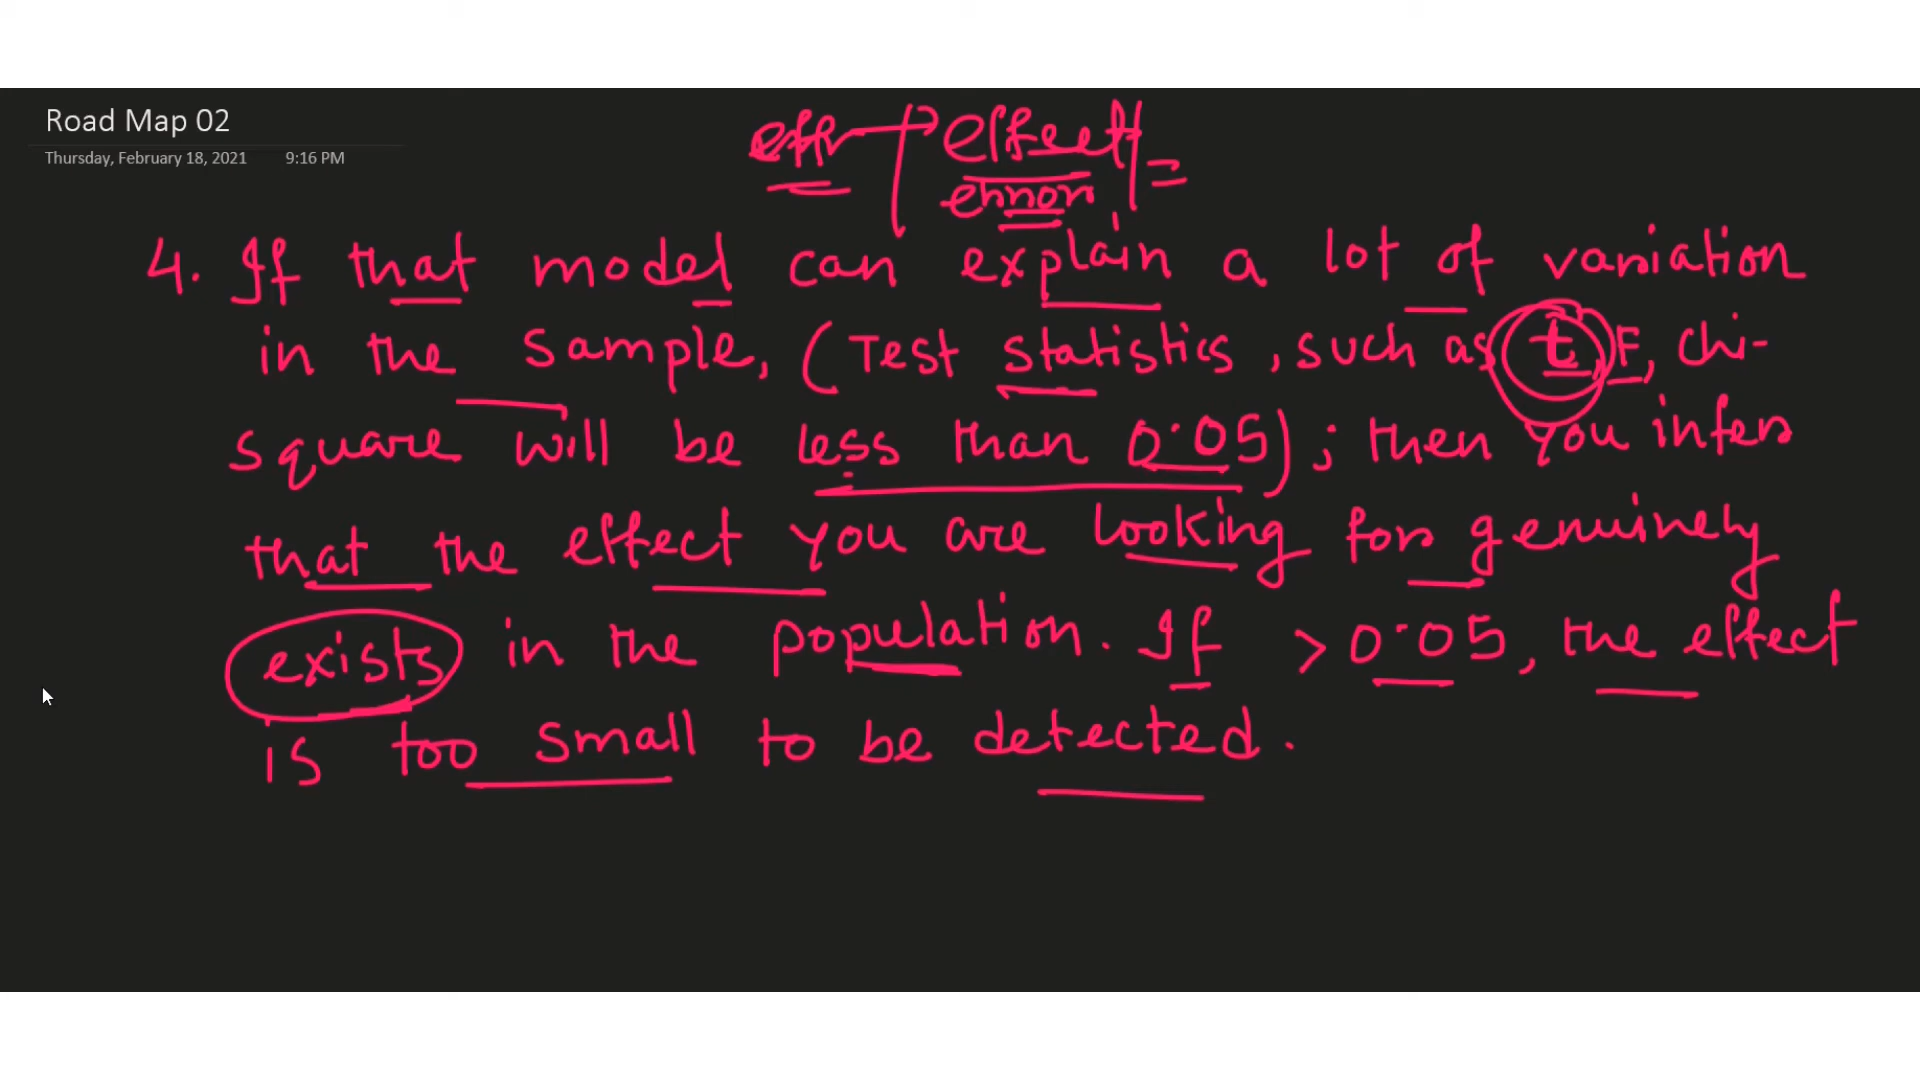 Road Map 02
Thursday, February 18, 2021 9:16 PM
effect
error
=
4. If that model can explain a lot of variation
in the sample, (Test statistics, such as t, F, chi-
square will be less than 0.05); then you infer
that the effect you are looking for genuinely
exists in the population. If > 0.05, the effect
is too small to be detected.